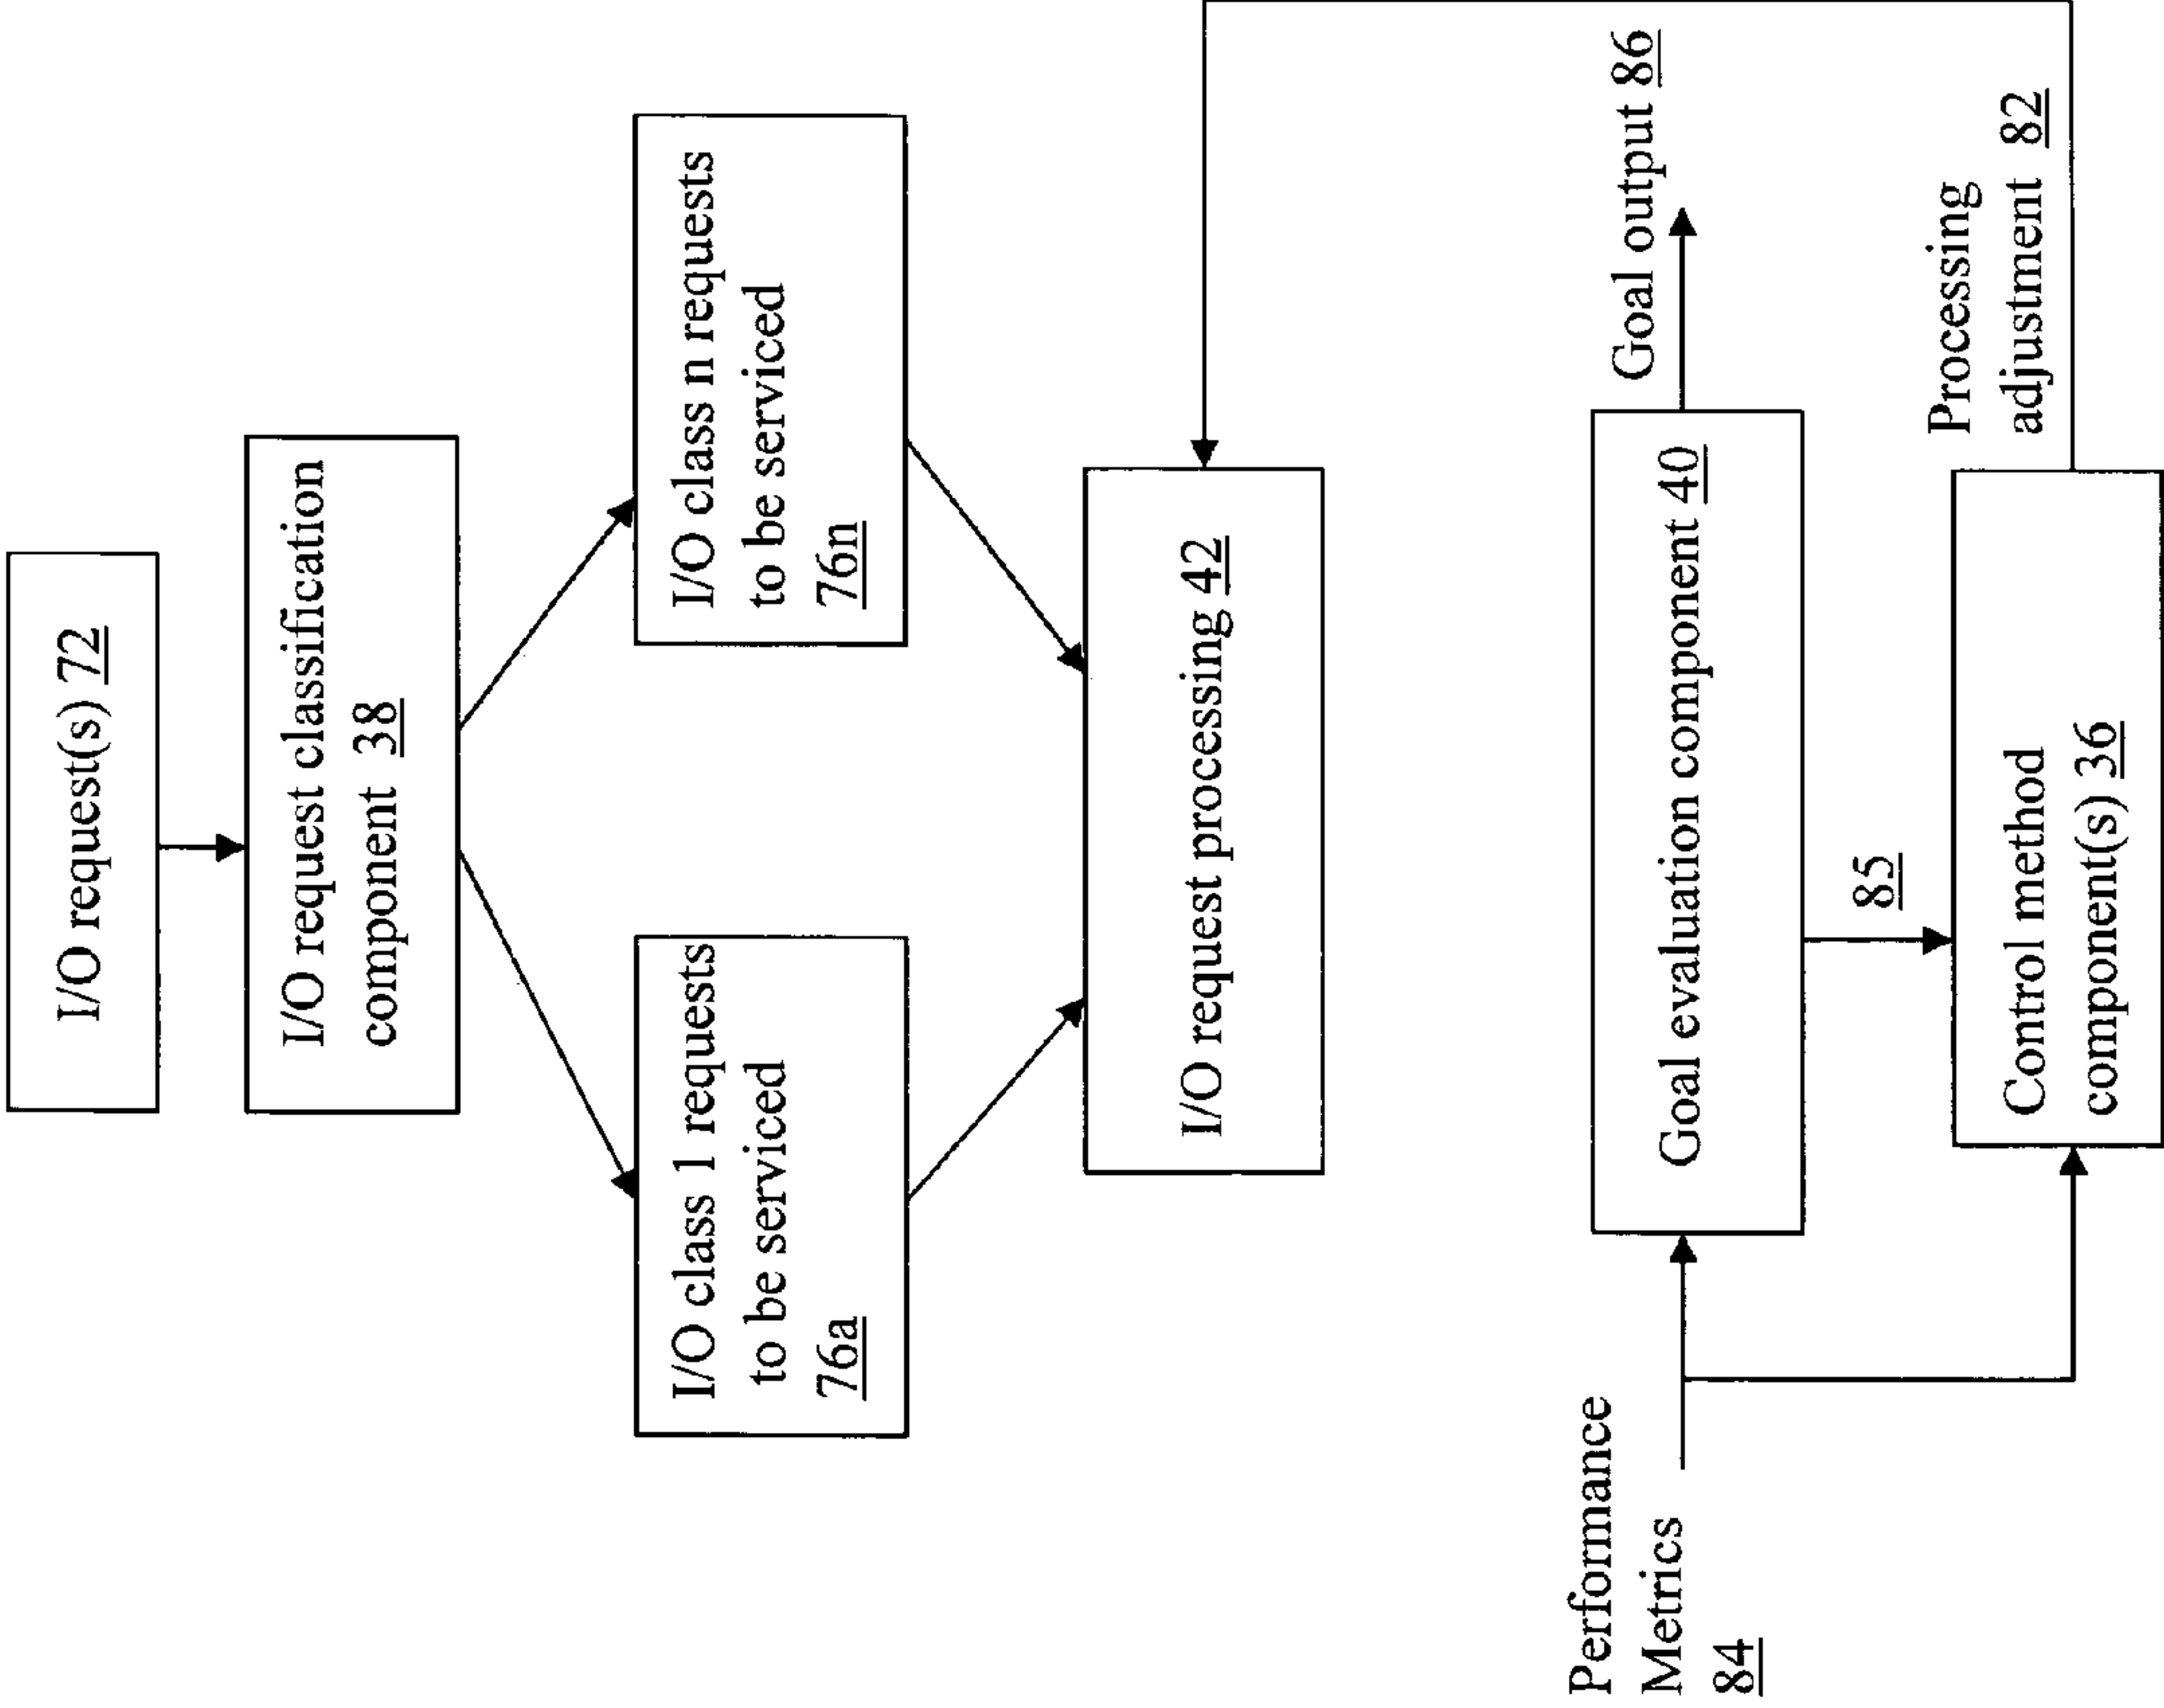 I/O request(s) 72
I/O request classification
component 38
I/O class 1 requests
to be serviced
76a
I/O class n requests
to be serviced
76n
I/O request processing 42
Performance
Metrics
84
Goal evaluation component 40
Goal output 86
85
Control method
component(s) 36
Processing
adjustment 82